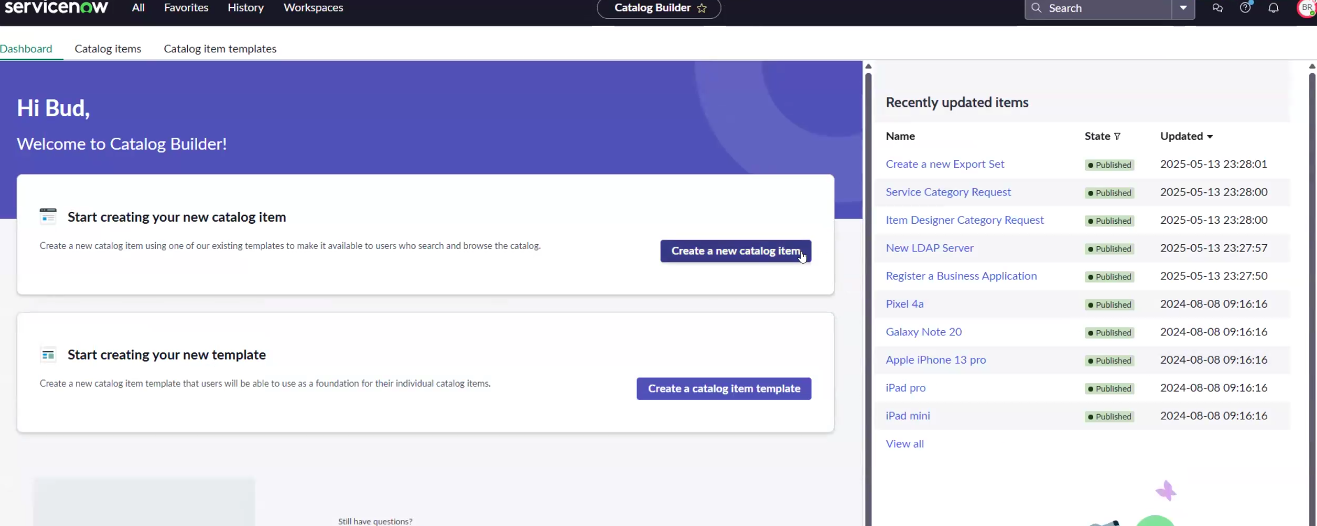 servicenow All Favorites History Workspaces Catalog Builder Search BR
Dashboard Catalog items Catalog item templates
Hi Bud,
Welcome to Catalog Builder!
Start creating your new catalog item
Create a new catalog item using one of our existing templates to make it available to users who search and browse the catalog.
Create a new catalog item
Start creating your new template
Create a new catalog item template that users will be able to use as a foundation for their individual catalog items.
Create a catalog item template
Still have questions?
Recently updated items
Name State Updated
Create a new Export Set Published 2025-05-13 23:28:01
Service Category Request Published 2025-05-13 23:28:00
Item Designer Category Request Published 2025-05-13 23:28:00
New LDAP Server Published 2025-05-13 23:27:57
Register a Business Application Published 2025-05-13 23:27:50
Pixel 4a Published 2024-08-08 09:16:16
Galaxy Note 20 Published 2024-08-08 09:16:16
Apple iPhone 13 pro Published 2024-08-08 09:16:16
iPad pro Published 2024-08-08 09:16:16
iPad mini Published 2024-08-08 09:16:16
View all